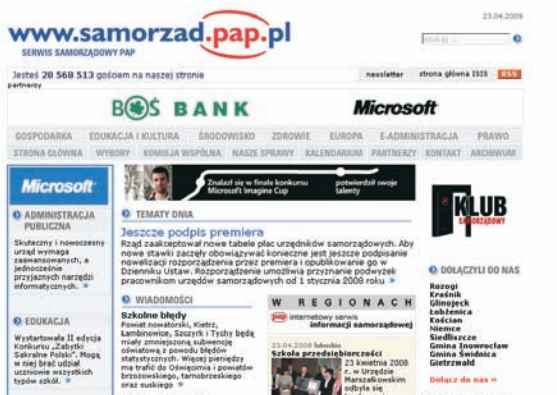 23.04.2008
www.samorzad.pap.pl
SERWIS SAMORZĄDOWY PAP
szukaj ...
Jesteś 28 568 513 gościem na naszej stronie
newsletter strona główna ISIS RSS
partnerzy
BOŚ BANK Microsoft
GOSPODARKA EDUKACJA I KULTURA ŚRODOWISKO ZDROWIE EUROPA E-ADMINISTRACJA PRAWO
STRONA GŁÓWNA WYBORY KOMISJA WSPÓLNA NASZE SPRAWY KALENDARIUM PARTNERZY KONTAKT ARCHIWUM
Microsoft
ADMINISTRACJA
PUBLICZNA
Skuteczny i nowoczesny
urząd wymaga
zaawansowanych, a
jednocześnie
przyjaznych narzędzi
informatycznych. »
EDUKACJA
Wystartowała II edycja
Konkursu „Zabytki
Sakralne Polski". Mogą
w niej brać udział
uczniowie wszystkich
typów szkół. »
Znalazł się w finale konkursu
Microsoft Imagine Cup
potwierdził swoje
talenty
TEMATY DNIA
Jeszcze podpis premiera
Rząd zaakceptował nowe tabele płac urzędników samorządowych. Aby
nowe stawki zaczęły obowiązywać konieczne jest jeszcze podpisanie
nowelizacji rozporządzenia przez premiera i opublikowanie go w
Dzienniku Ustaw. Rozporządzenie umożliwia przyznanie podwyżek
pracownikom urzędów samorządowych od 1 stycznia 2008 roku »
WIADOMOŚCI
Szkolne błędy
Powiat nowatorski, Kietrz,
Łambinowice, Szczyrk i Tychy będą
miały zmniejszoną subwencję
oświatową z powodu błędów
statystycznych. Więcej pieniędzy
ma trafić do Oświęcimia i powiatów
brzozowskiego, tarnobrzeskiego
oraz suskiego »
W REGIONACH
pap internetowy serwis
informacji samorządowej
23.04.2008 lubuskie
Szkoła przedsiębiorczości
23 kwietnia 2008
r. w Urzędzie
Marszałkowskim
odbyła się
KLUB
SAMORZĄDOWY
DOŁĄCZYLI DO NAS
Rozogi
Kraśnik
Glinojeck
Łobżenica
Kościan
Niemce
Siedliszcze
Gmina Inowrocław
Gmina Świdnica
Gietrzwałd
Dołącz do nas »